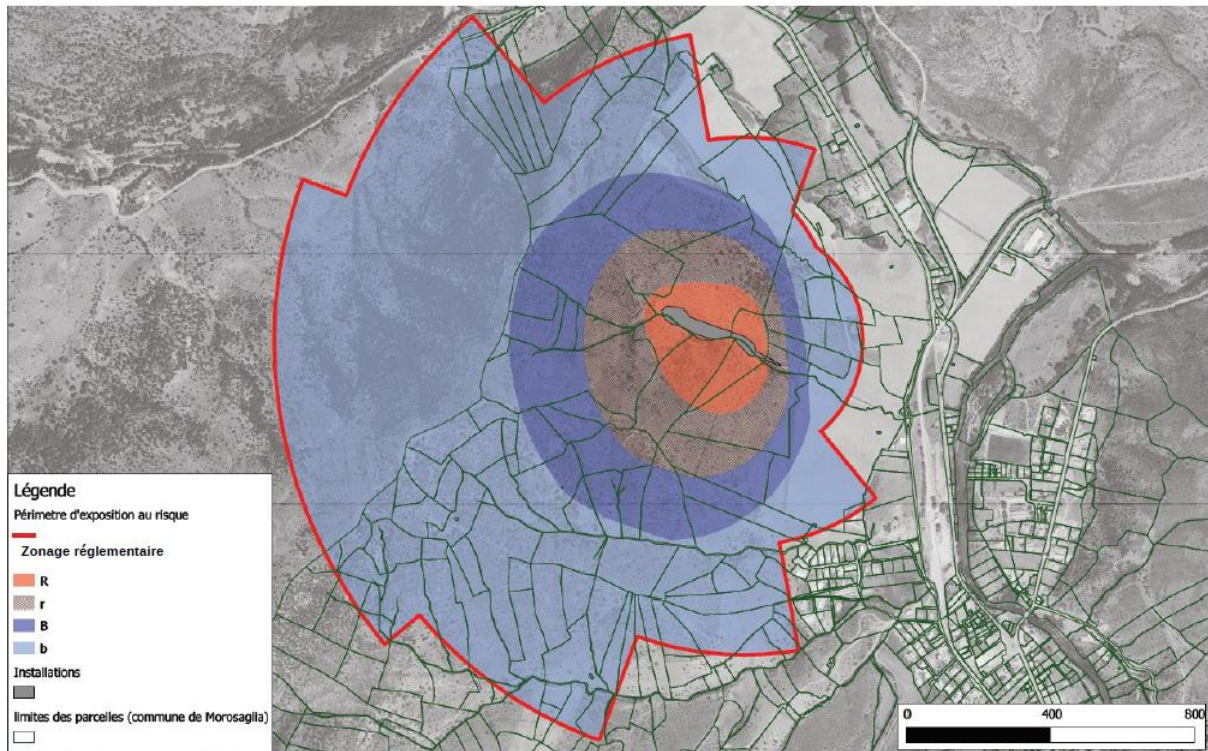 Légende
Périmetre d'exposition au risque
Zonage réglementaire
R
r
B
b
Installations
limites des parcelles (commune de Morosaglia)
0 400 800